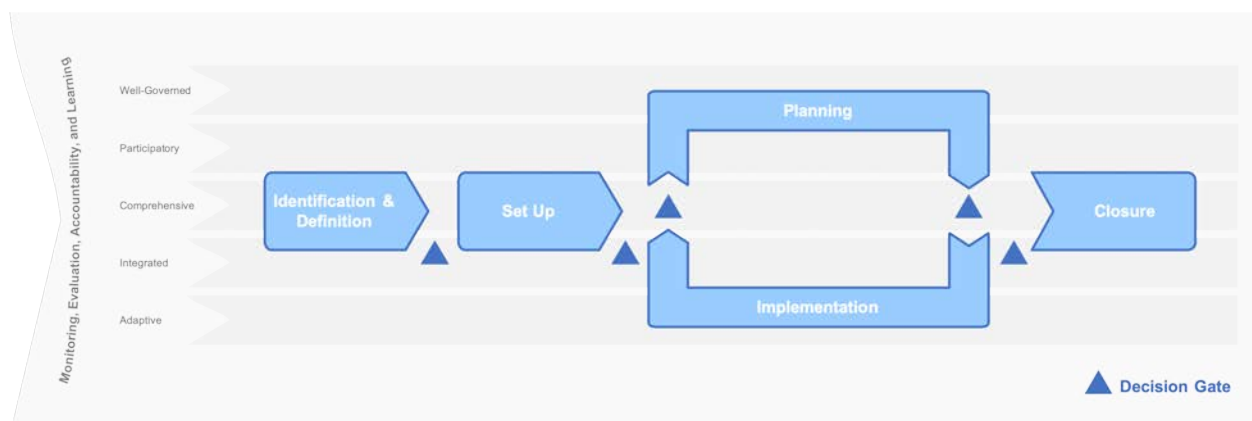 Monitoring, Evaluation, Accountability, and Learning
Well-Governed
Participatory
Comprehensive
Integrated
Adaptive
Identification &
Definition
Set Up
Planning
Implementation
Closure
Decision Gate